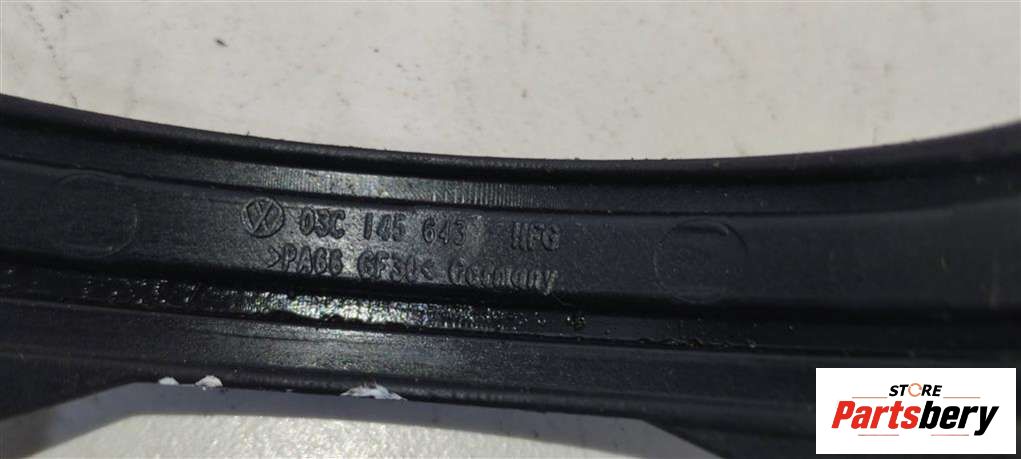 03C 145 643 HFG
>PA66 GF30< Germany
STORE
Partsbery